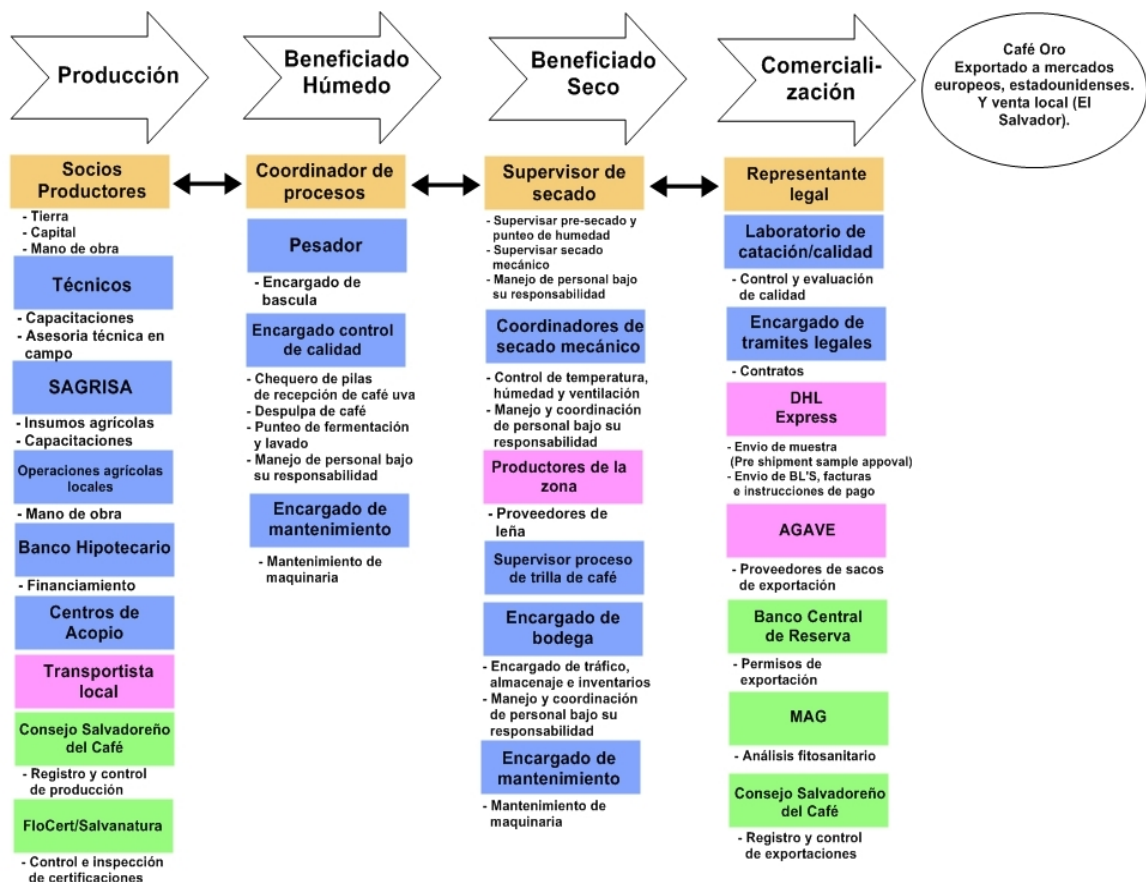 Producción
Beneficiado
Húmedo
Beneficiado
Seco
Comerciali-
zación
Café Oro
Exportado a mercados
europeos, estadounidenses.
Y venta local (El
Salvador).
Socios
Productores
- Tierra
- Capital
- Mano de obra
Técnicos
- Capacitaciones
- Asesoria técnica en
campo
SAGRISA
- Insumos agrícolas
- Capacitaciones
Operaciones agrícolas
locales
- Mano de obra
Banco Hipotecario
- Financiamiento
Centros de
Acopio
Transportista
local
Consejo Salvadoreño
del Café
- Registro y control
de producción
FloCert/Salvanatura
- Control e inspección
de certificaciones
Coordinador de
procesos
Pesador
- Encargado de
bascula
Encargado control
de calidad
- Chequero de pilas
de recepción de café uva
- Despulpa de café
- Punteo de fermentación
y lavado
- Manejo de personal bajo
su responsabilidad
Encargado de
mantenimiento
- Mantenimiento de
maquinaria
Supervisor de
secado
- Supervisar pre-secado y
punteo de humedad
- Supervisar secado
mecánico
- Manejo de personal bajo
su responsabilidad
Coordinadores de
secado mecánico
- Control de temperatura,
húmedad y ventilación
- Manejo y coordinación
de personal bajo su
responsabilidad
Productores de la
zona
- Proveedores de
leña
Supervisor proceso
de trilla de café
Encargado de
bodega
- Encargado de tráfico,
almacenaje e inventarios
- Manejo y coordinación
de personal bajo su
responsabilidad
Encargado de
mantenimiento
- Mantenimiento de
maquinaria
Representante
legal
Laboratorio de
catación/calidad
- Control y evaluación
de calidad
Encargado de
tramites legales
- Contratos
DHL
Express
- Envio de muestra
(Pre shipment sample appoval)
- Envio de BL'S, facturas
e instrucciones de pago
AGAVE
- Proveedores de sacos
de exportación
Banco Central
de Reserva
- Permisos de
exportación
MAG
- Análisis fitosanitario
Consejo Salvadoreño
del Café
- Registro y control
de exportaciones